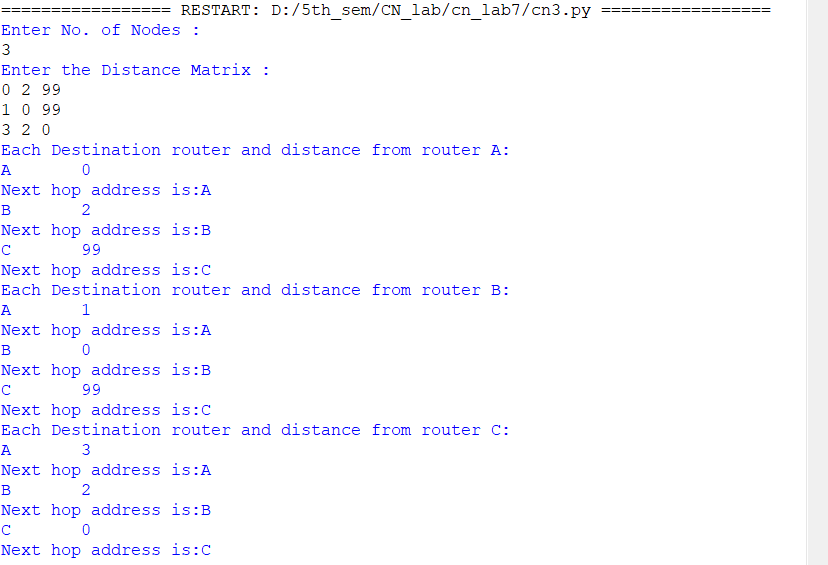 ================= RESTART: D:/5th_sem/CN_lab/cn_lab7/cn3.py =================
Enter No. of Nodes :
3
Enter the Distance Matrix :
0 2 99
1 0 99
3 2 0
Each Destination router and distance from router A:
A       0
Next hop address is:A
B       2
Next hop address is:B
C       99
Next hop address is:C
Each Destination router and distance from router B:
A       1
Next hop address is:A
B       0
Next hop address is:B
C       99
Next hop address is:C
Each Destination router and distance from router C:
A       3
Next hop address is:A
B       2
Next hop address is:B
C       0
Next hop address is:C